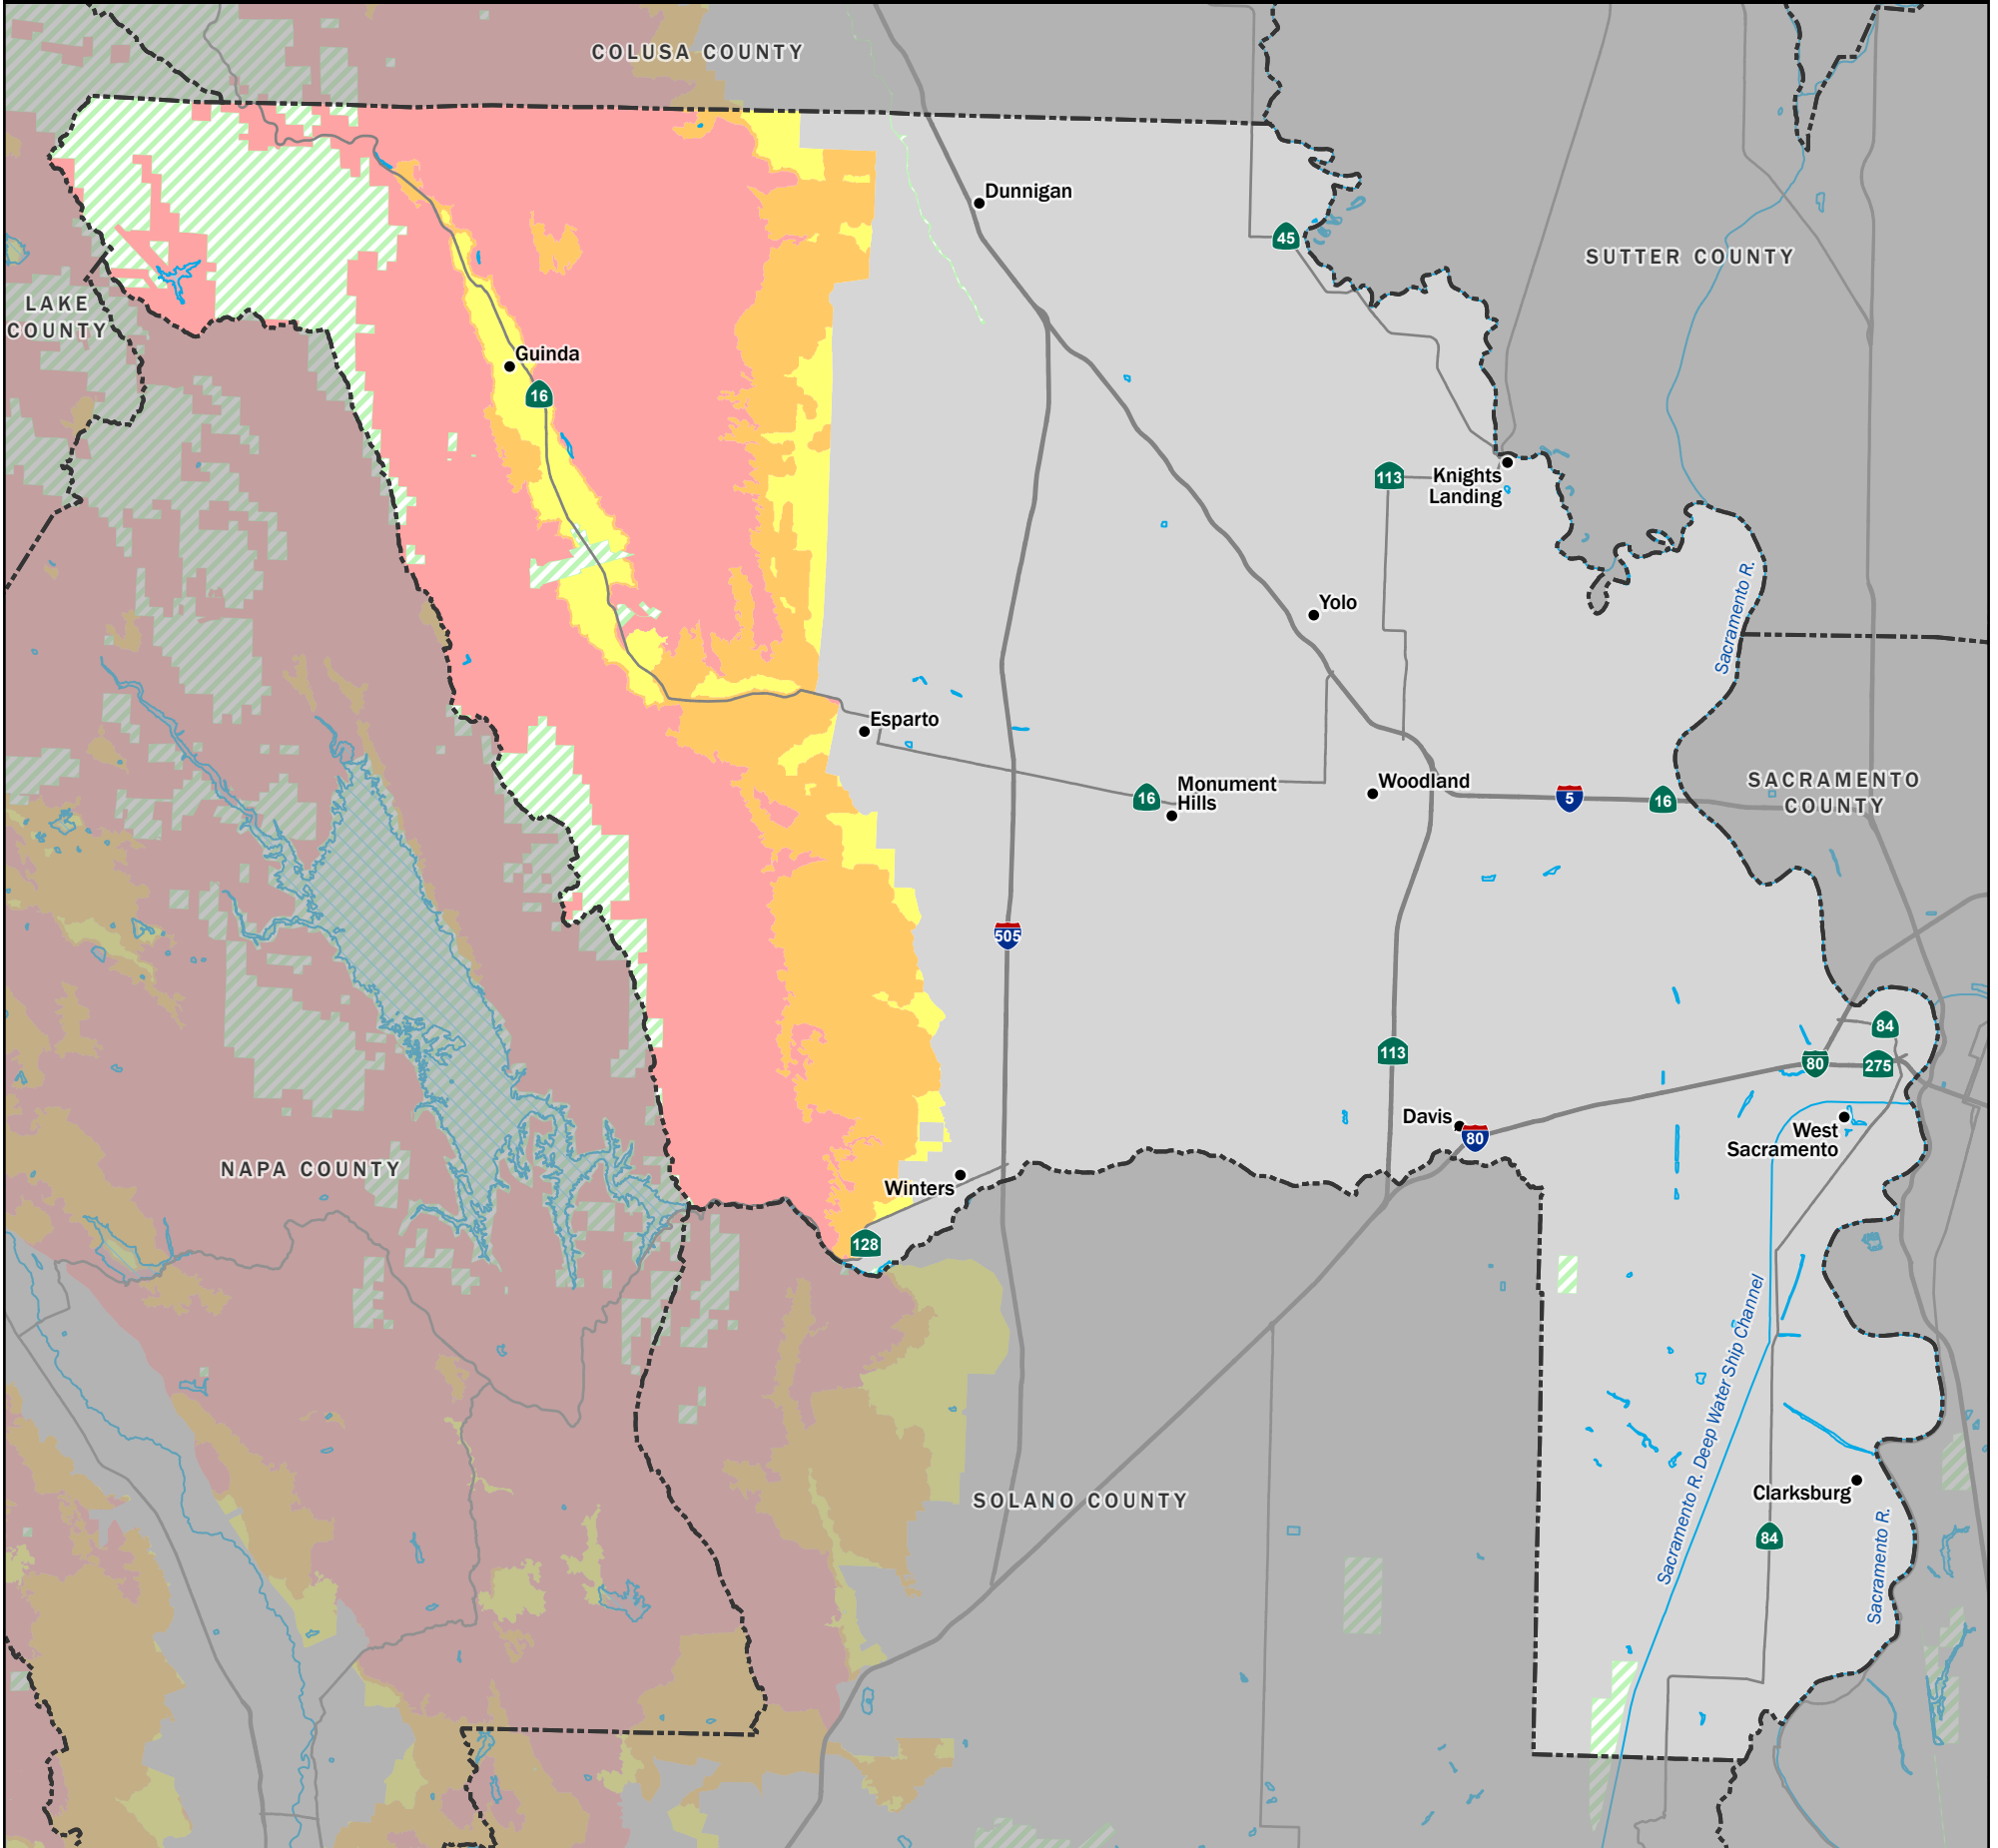 COLUSA COUNTY
Dunnigan
45
SUTTER COUNTY
LAKE
COUNTY
Guinda
16
113
Knights
Landing
Yolo
Sacramento R.
Esparto
16
Monument
Hills
Woodland
5
16
SACRAMENTO
COUNTY
505
84
113
80
275
Davis
80
West
Sacramento
NAPA COUNTY
Winters
128
Sacramento R. Deep Water Ship Channel
SOLANO COUNTY
Clarksburg
84
Sacramento R.